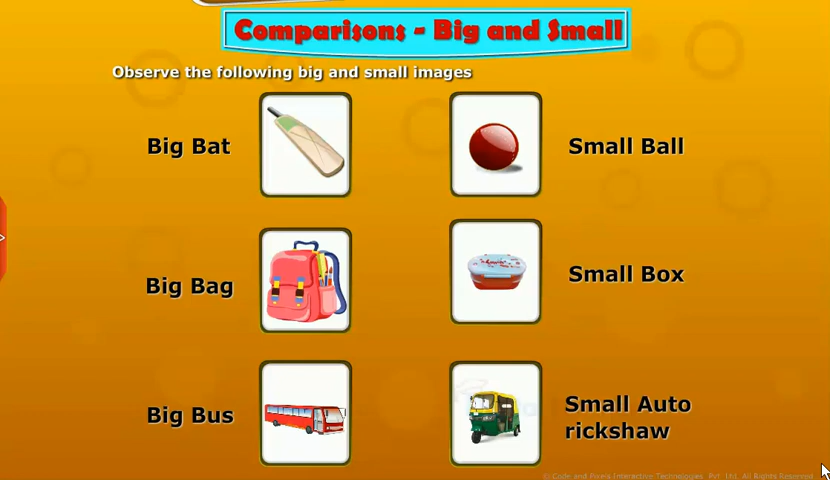 Comparisons - Big and Small
Observe the following big and small images
Big Bat
Small Ball
Big Bag
Small Box
Big Bus
Small Auto
rickshaw
© Code and Pixels Interactive Technologies. Pvt. Ltd. All Rights Reserved